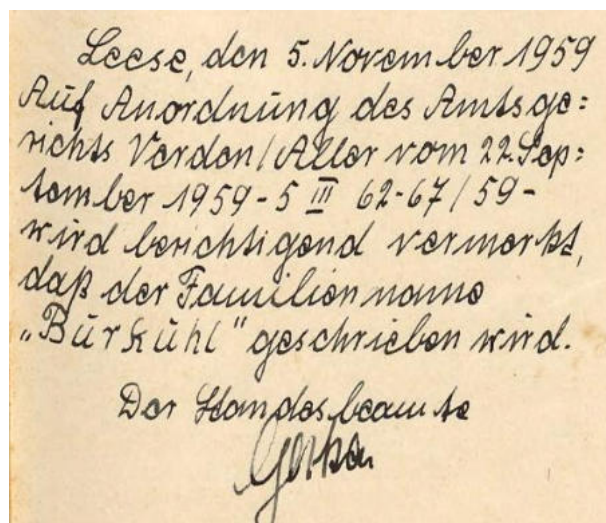 Leese, den 5. November 1959
Auf Anordnung des Amtsge=
richts Verden/Aller vom 22. Sep=
tember 1959 - 5 III 62-67/59 -
wird berichtigend vermerkt,
daß der Familienname
„Burkuhl" geschrieben wird.
Der Standesbeamte